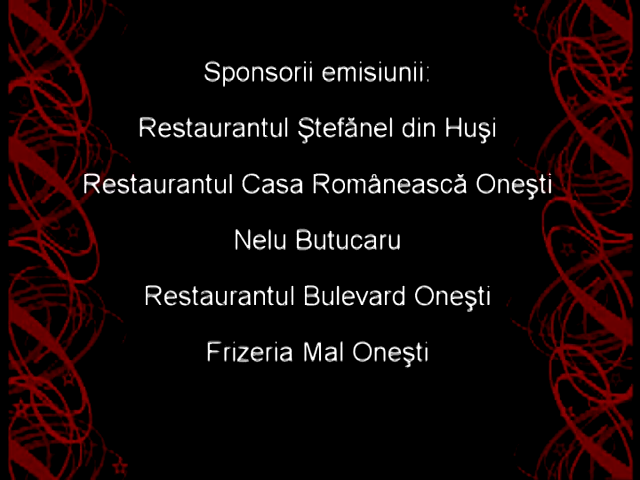 Sponsorii emisiunii:
Restaurantul Ştefănel din Huşi
Restaurantul Casa Românească Oneşti
Nelu Butucaru
Restaurantul Bulevard Oneşti
Frizeria Mal Oneşti